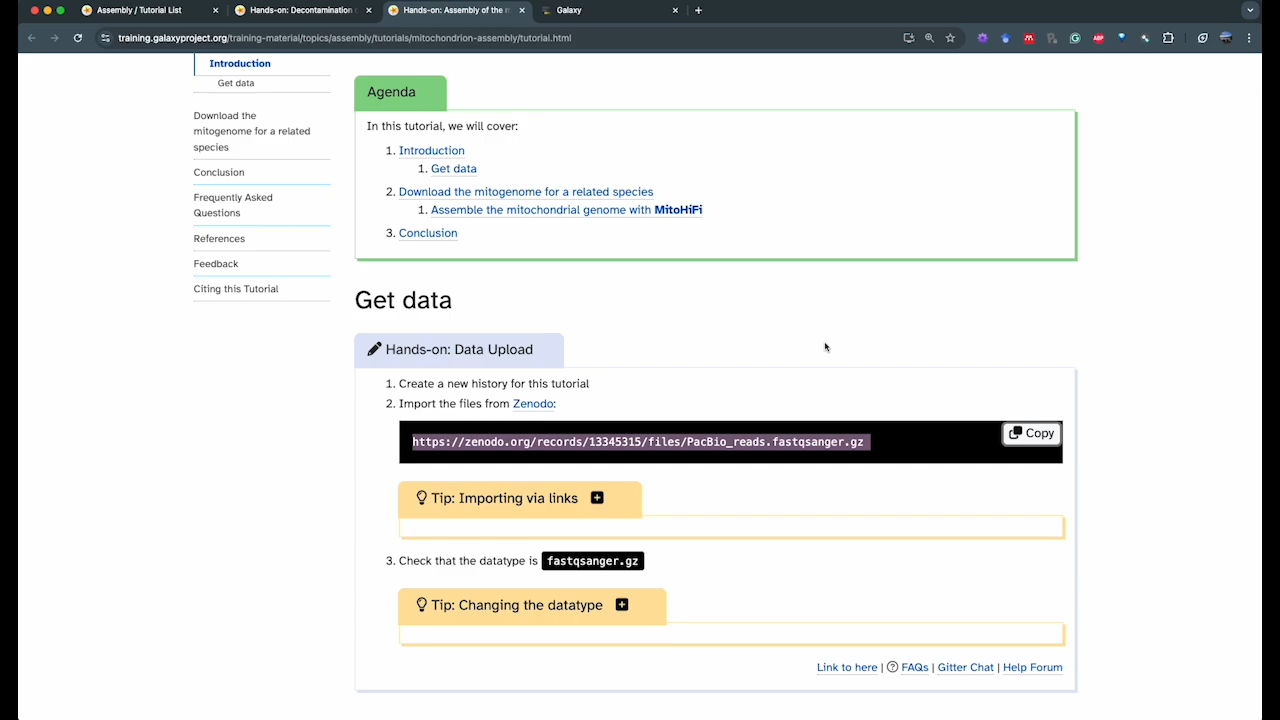 Assembly / Tutorial List
Hands-on: Decontamination
Hands-on: Assembly of the m
Galaxy
training.galaxyproject.org/training-material/topics/assembly/tutorials/mitochondrion-assembly/tutorial.html
Introduction
Get data
Download the
mitogenome for a related
species
Conclusion
Frequently Asked
Questions
References
Feedback
Citing this Tutorial
Agenda
In this tutorial, we will cover:
1. Introduction
1. Get data
2. Download the mitogenome for a related species
1. Assemble the mitochondrial genome with MitoHiFi
3. Conclusion
Get data
Hands-on: Data Upload
1. Create a new history for this tutorial
2. Import the files from Zenodo:
https://zenodo.org/records/13345315/files/PacBio_reads.fastqsanger.gz
Copy
Tip: Importing via links
3. Check that the datatype is fastqsanger.gz
Tip: Changing the datatype
Link to here | FAQs | Gitter Chat | Help Forum